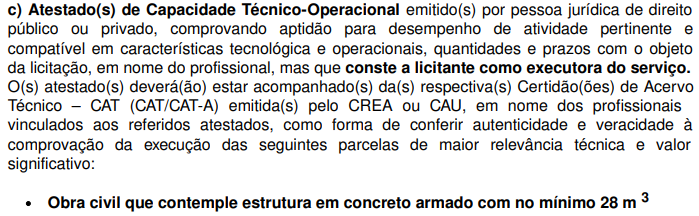 c) Atestado(s) de Capacidade Técnico-Operacional emitido(s) por pessoa jurídica de direito
público ou privado, comprovando aptidão para desempenho de atividade pertinente e
compatível em características tecnológica e operacionais, quantidades e prazos com o objeto
da licitação, em nome do profissional, mas que conste a licitante como executora do serviço.
O(s) atestado(s) deverá(ão) estar acompanhado(s) da(s) respectiva(s) Certidão(ões) de Acervo
Técnico – CAT (CAT/CAT-A) emitida(s) pelo CREA ou CAU, em nome dos profissionais
vinculados aos referidos atestados, como forma de conferir autenticidade e veracidade à
comprovação da execução das seguintes parcelas de maior relevância técnica e valor
significativo:
• Obra civil que contemple estrutura em concreto armado com no mínimo 28 m ³